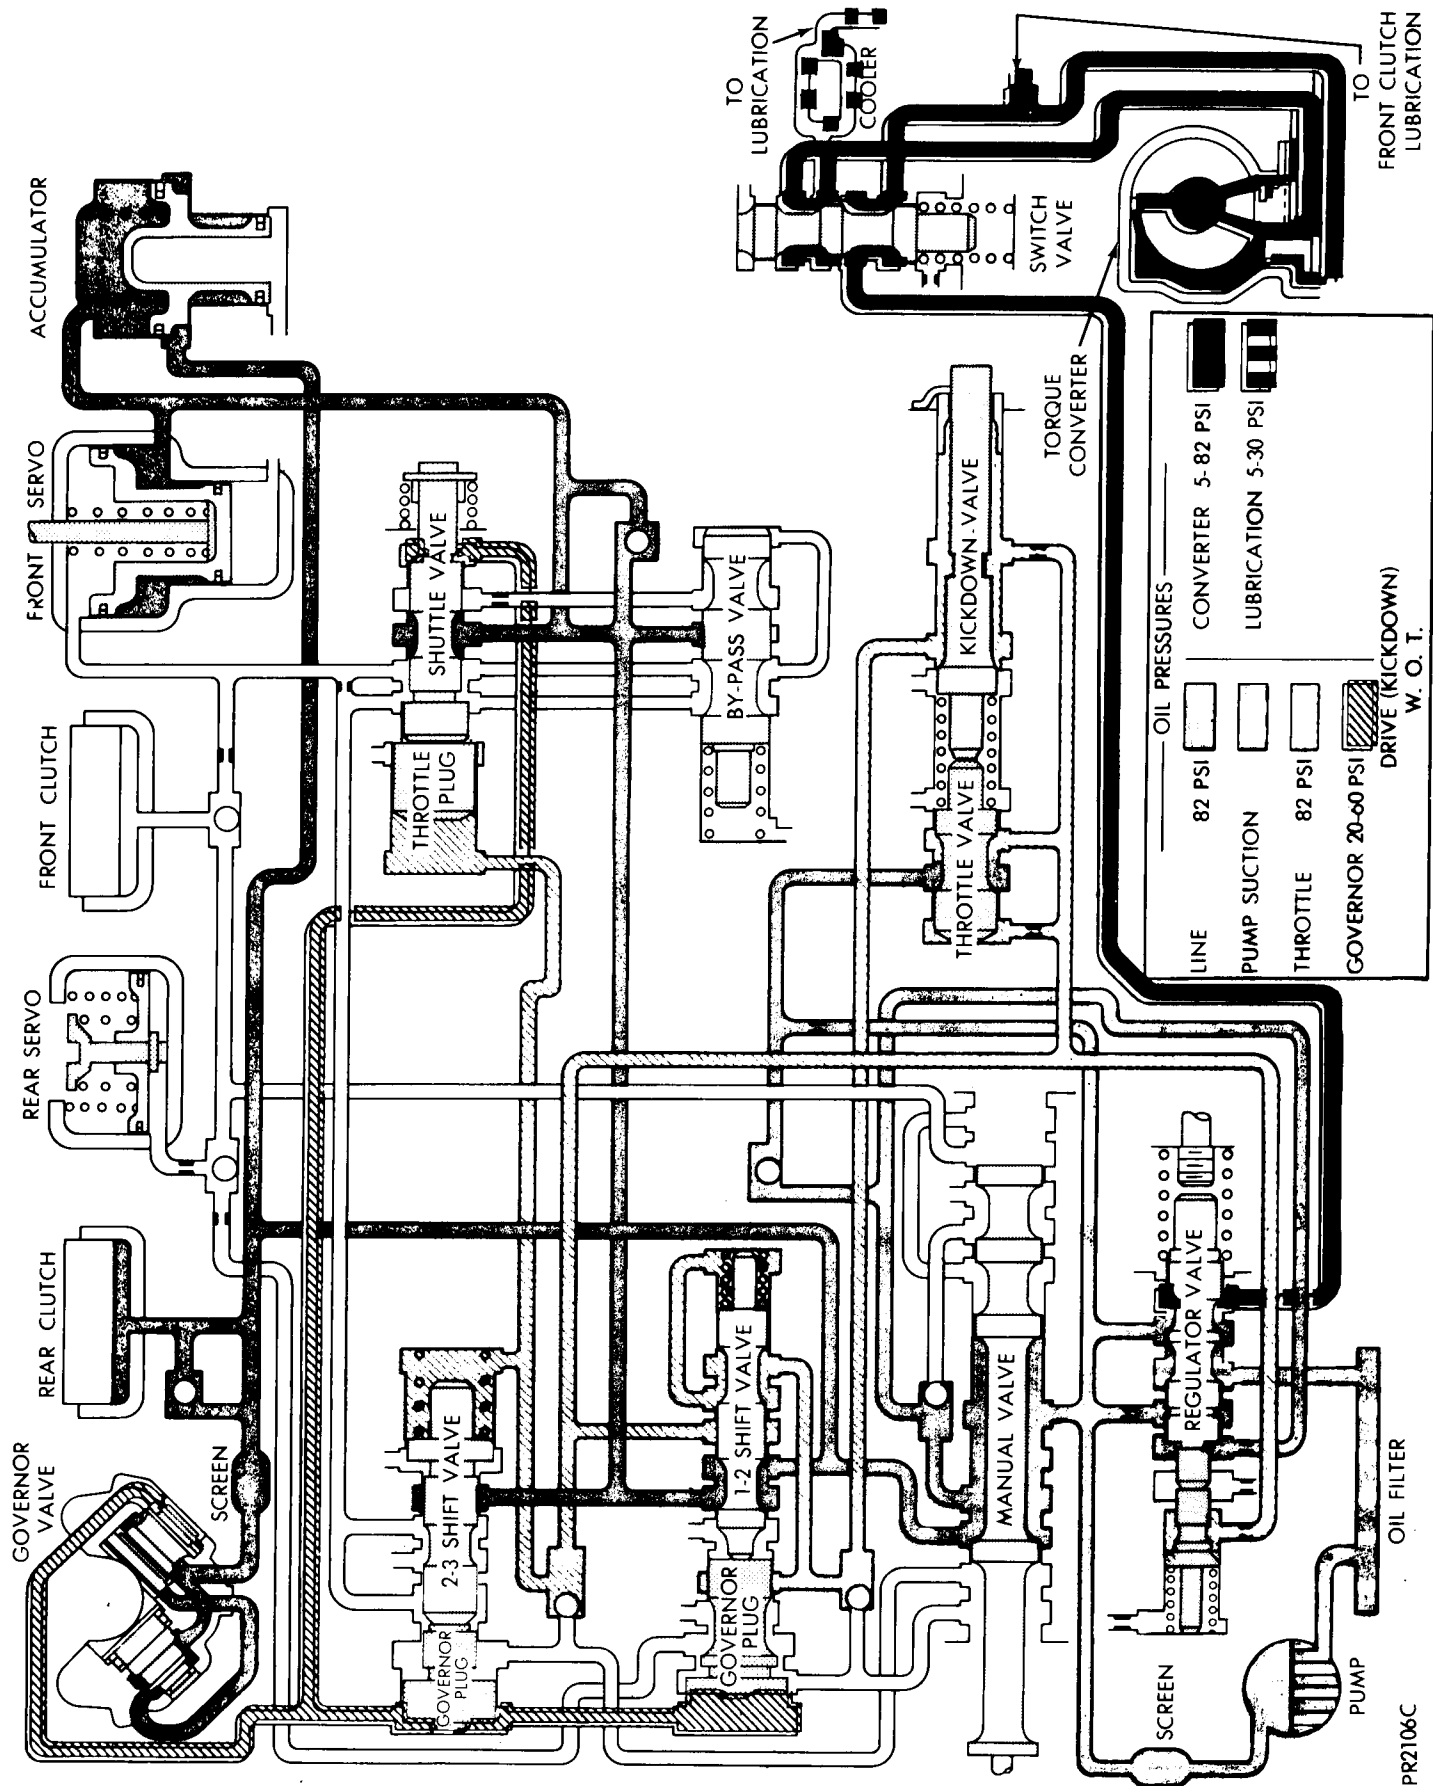 GOVERNOR
VALVE
REAR CLUTCH
REAR SERVO
FRONT CLUTCH
FRONT SERVO
ACCUMULATOR
SCREEN
GOVERNOR
PLUG
2-3 SHIFT VALVE
THROTTLE
PLUG
SHUTTLE VALVE
GOVERNOR
PLUG
1-2 SHIFT VALVE
BY-PASS VALVE
TO
LUBRICATION
COOLER
SWITCH
VALVE
MANUAL VALVE
THROTTLE VALVE
KICKDOWN VALVE
TORQUE
CONVERTER
SCREEN
PUMP
REGULATOR VALVE
OIL FILTER
OIL PRESSURES
LINE 82 PSI
PUMP SUCTION
THROTTLE 82 PSI
GOVERNOR 20-60 PSI
CONVERTER 5-82 PSI
LUBRICATION 5-30 PSI
DRIVE (KICKDOWN)
W. O. T.
TO
FRONT CLUTCH
LUBRICATION
PR2106C